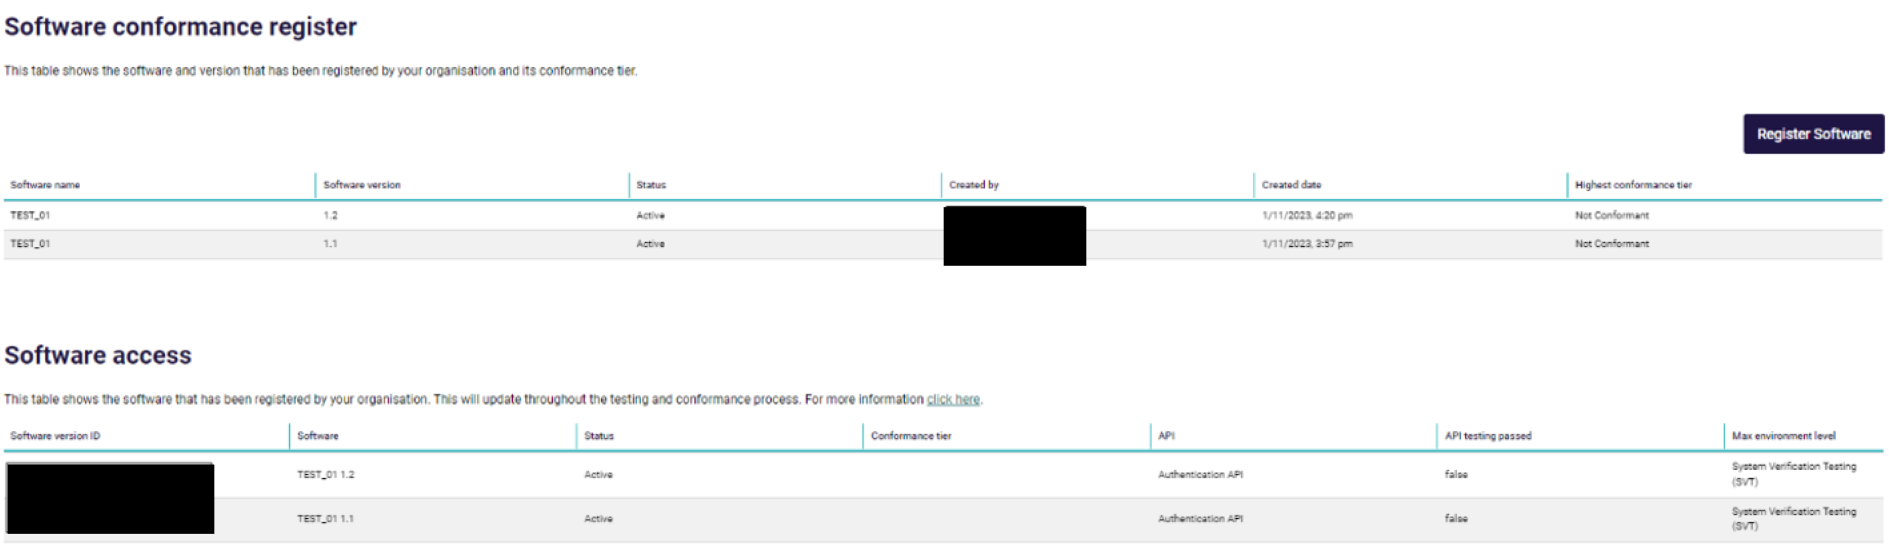 Software conformance register
This table shows the software and version that has been registered by your organisation and its conformance tier.
Register Software
Software name Software version Status Created by Created date Highest conformance tier
TEST_01 1.2 Active 1/11/2023, 4:20 pm Not Conformant
TEST_01 1.1 Active 1/11/2023, 3:57 pm Not Conformant
Software access
This table shows the software that has been registered by your organisation. This will update throughout the testing and conformance process. For more information click here.
Software version ID Software Status Conformance tier API API testing passed Max environment level
TEST_01 1.2 Active Authentication API false System Verification Testing
(SVT)
TEST_01 1.1 Active Authentication API false System Verification Testing
(SVT)